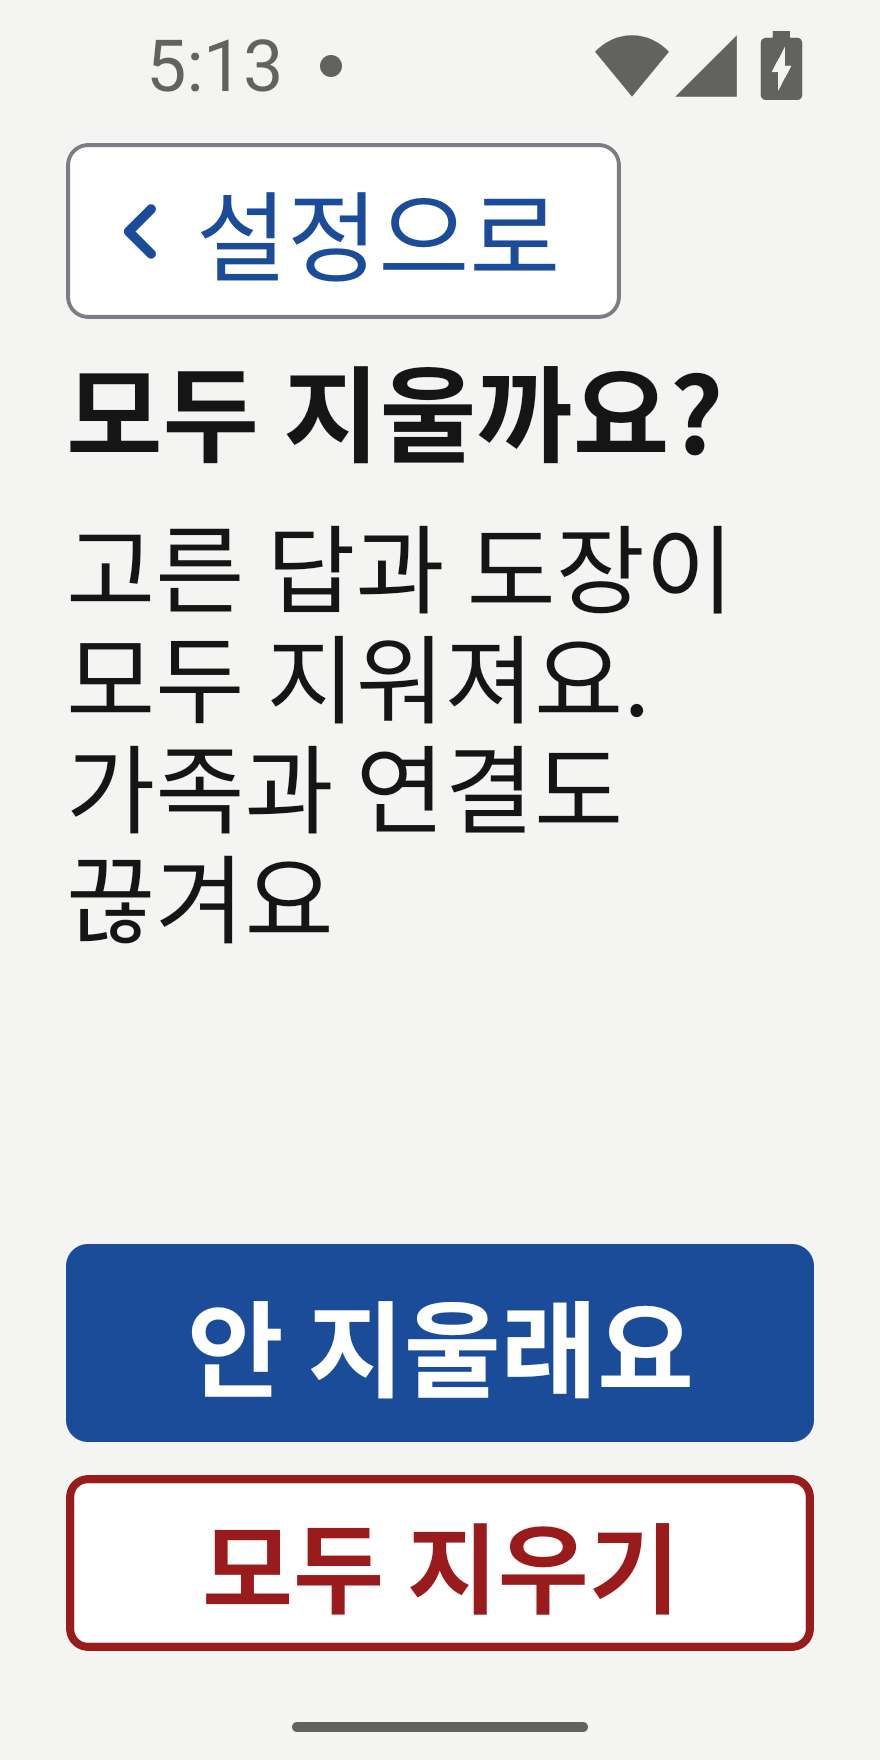 5:13
설정으로
모두 지울까요?
고른 답과 도장이
모두 지워져요.
가족과 연결도
끊겨요
안 지울래요
모두 지우기